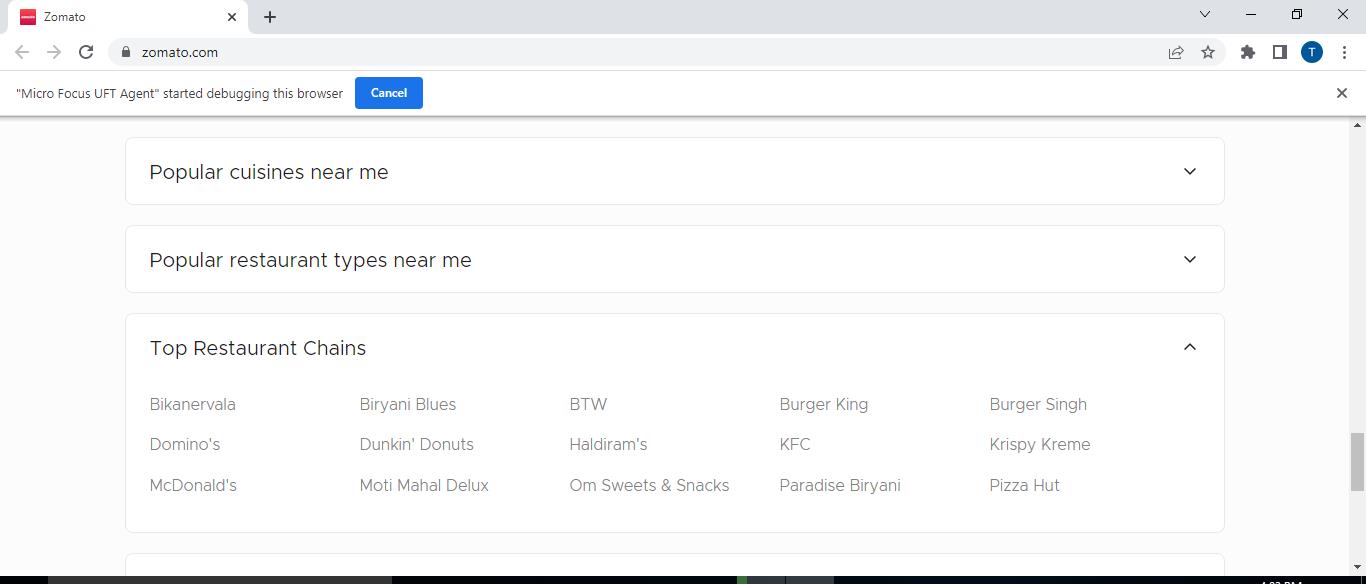 Zomato
zomato.com
T
"Micro Focus UFT Agent" started debugging this browser Cancel
Popular cuisines near me
Popular restaurant types near me
Top Restaurant Chains
Bikanervala Biryani Blues BTW Burger King Burger Singh
Domino's Dunkin' Donuts Haldiram's KFC Krispy Kreme
McDonald's Moti Mahal Delux Om Sweets & Snacks Paradise Biryani Pizza Hut